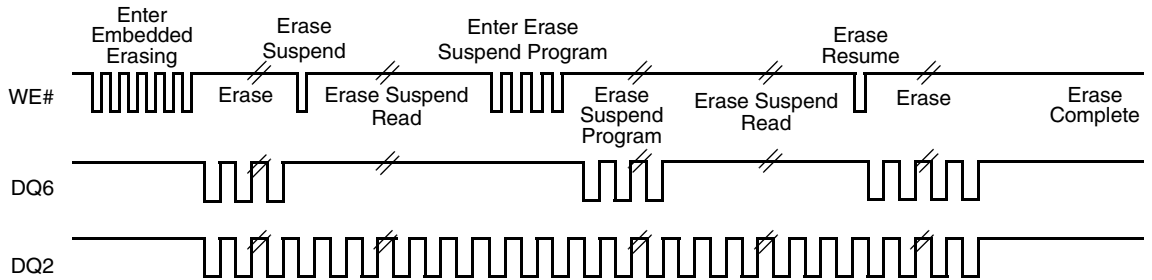 Enter
Embedded
Erasing
Erase
Suspend
Enter Erase
Suspend Program
Erase
Resume
WE#
Erase
Erase Suspend
Read
Erase
Suspend
Program
Erase Suspend
Read
Erase
Erase
Complete
DQ6
DQ2